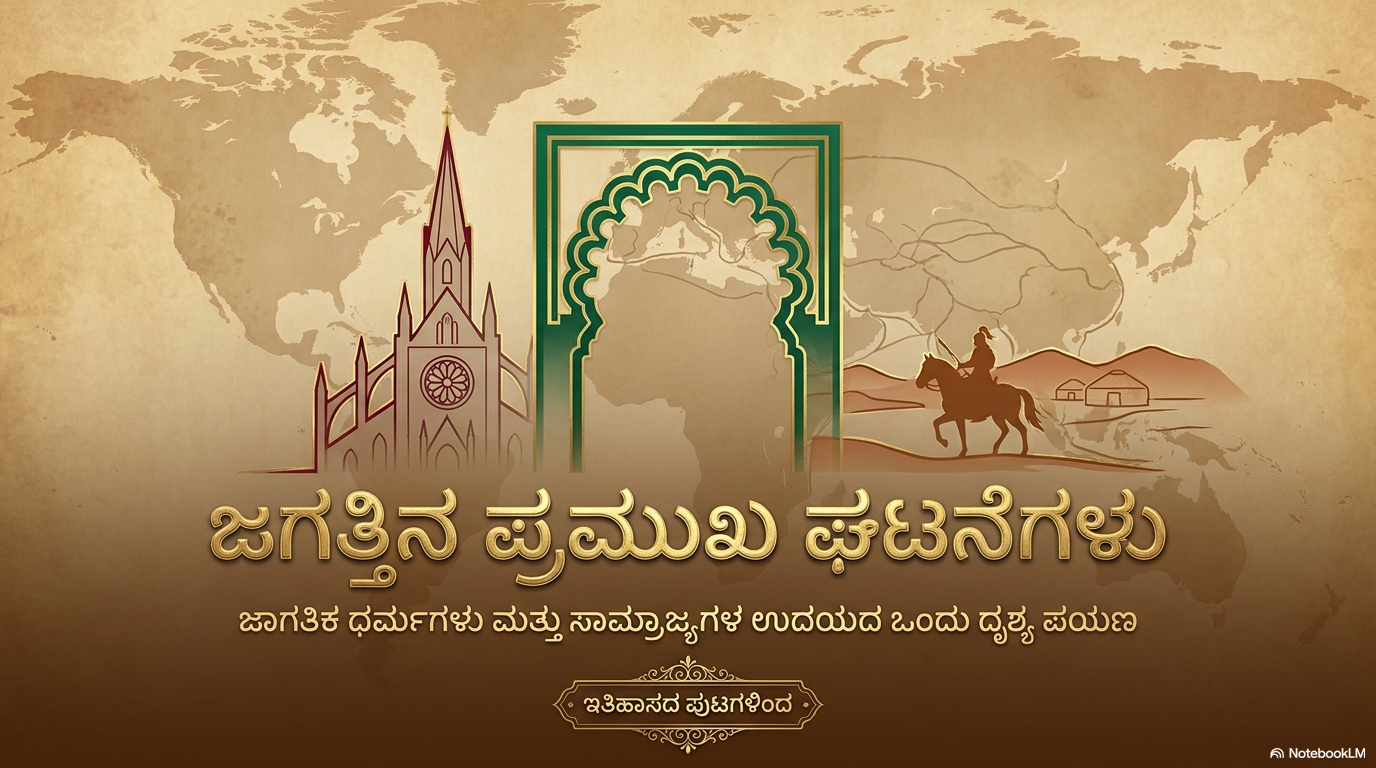 ಜಗತ್ತಿನ ಪ್ರಮುಖ ಘಟನೆಗಳು
ಜಾಗತಿಕ ಧರ್ಮಗಳು ಮತ್ತು ಸಾಮ್ರಾಜ್ಯಗಳ ಉದಯದ ಒಂದು ದೃಶ್ಯ ಪಯಣ
ಇತಿಹಾಸದ ಪುಟಗಳಿಂದ
NotebookLM